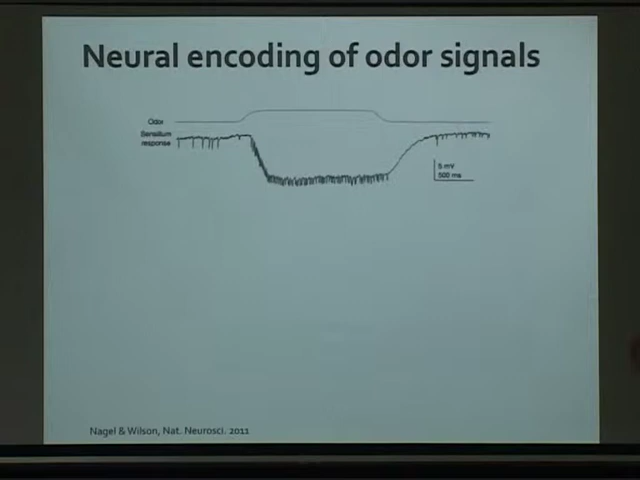 Neural encoding of odor signals
Odor
Sensillum
response
5 mV
500 ms
Nagel & Wilson, Nat. Neurosci. 2011